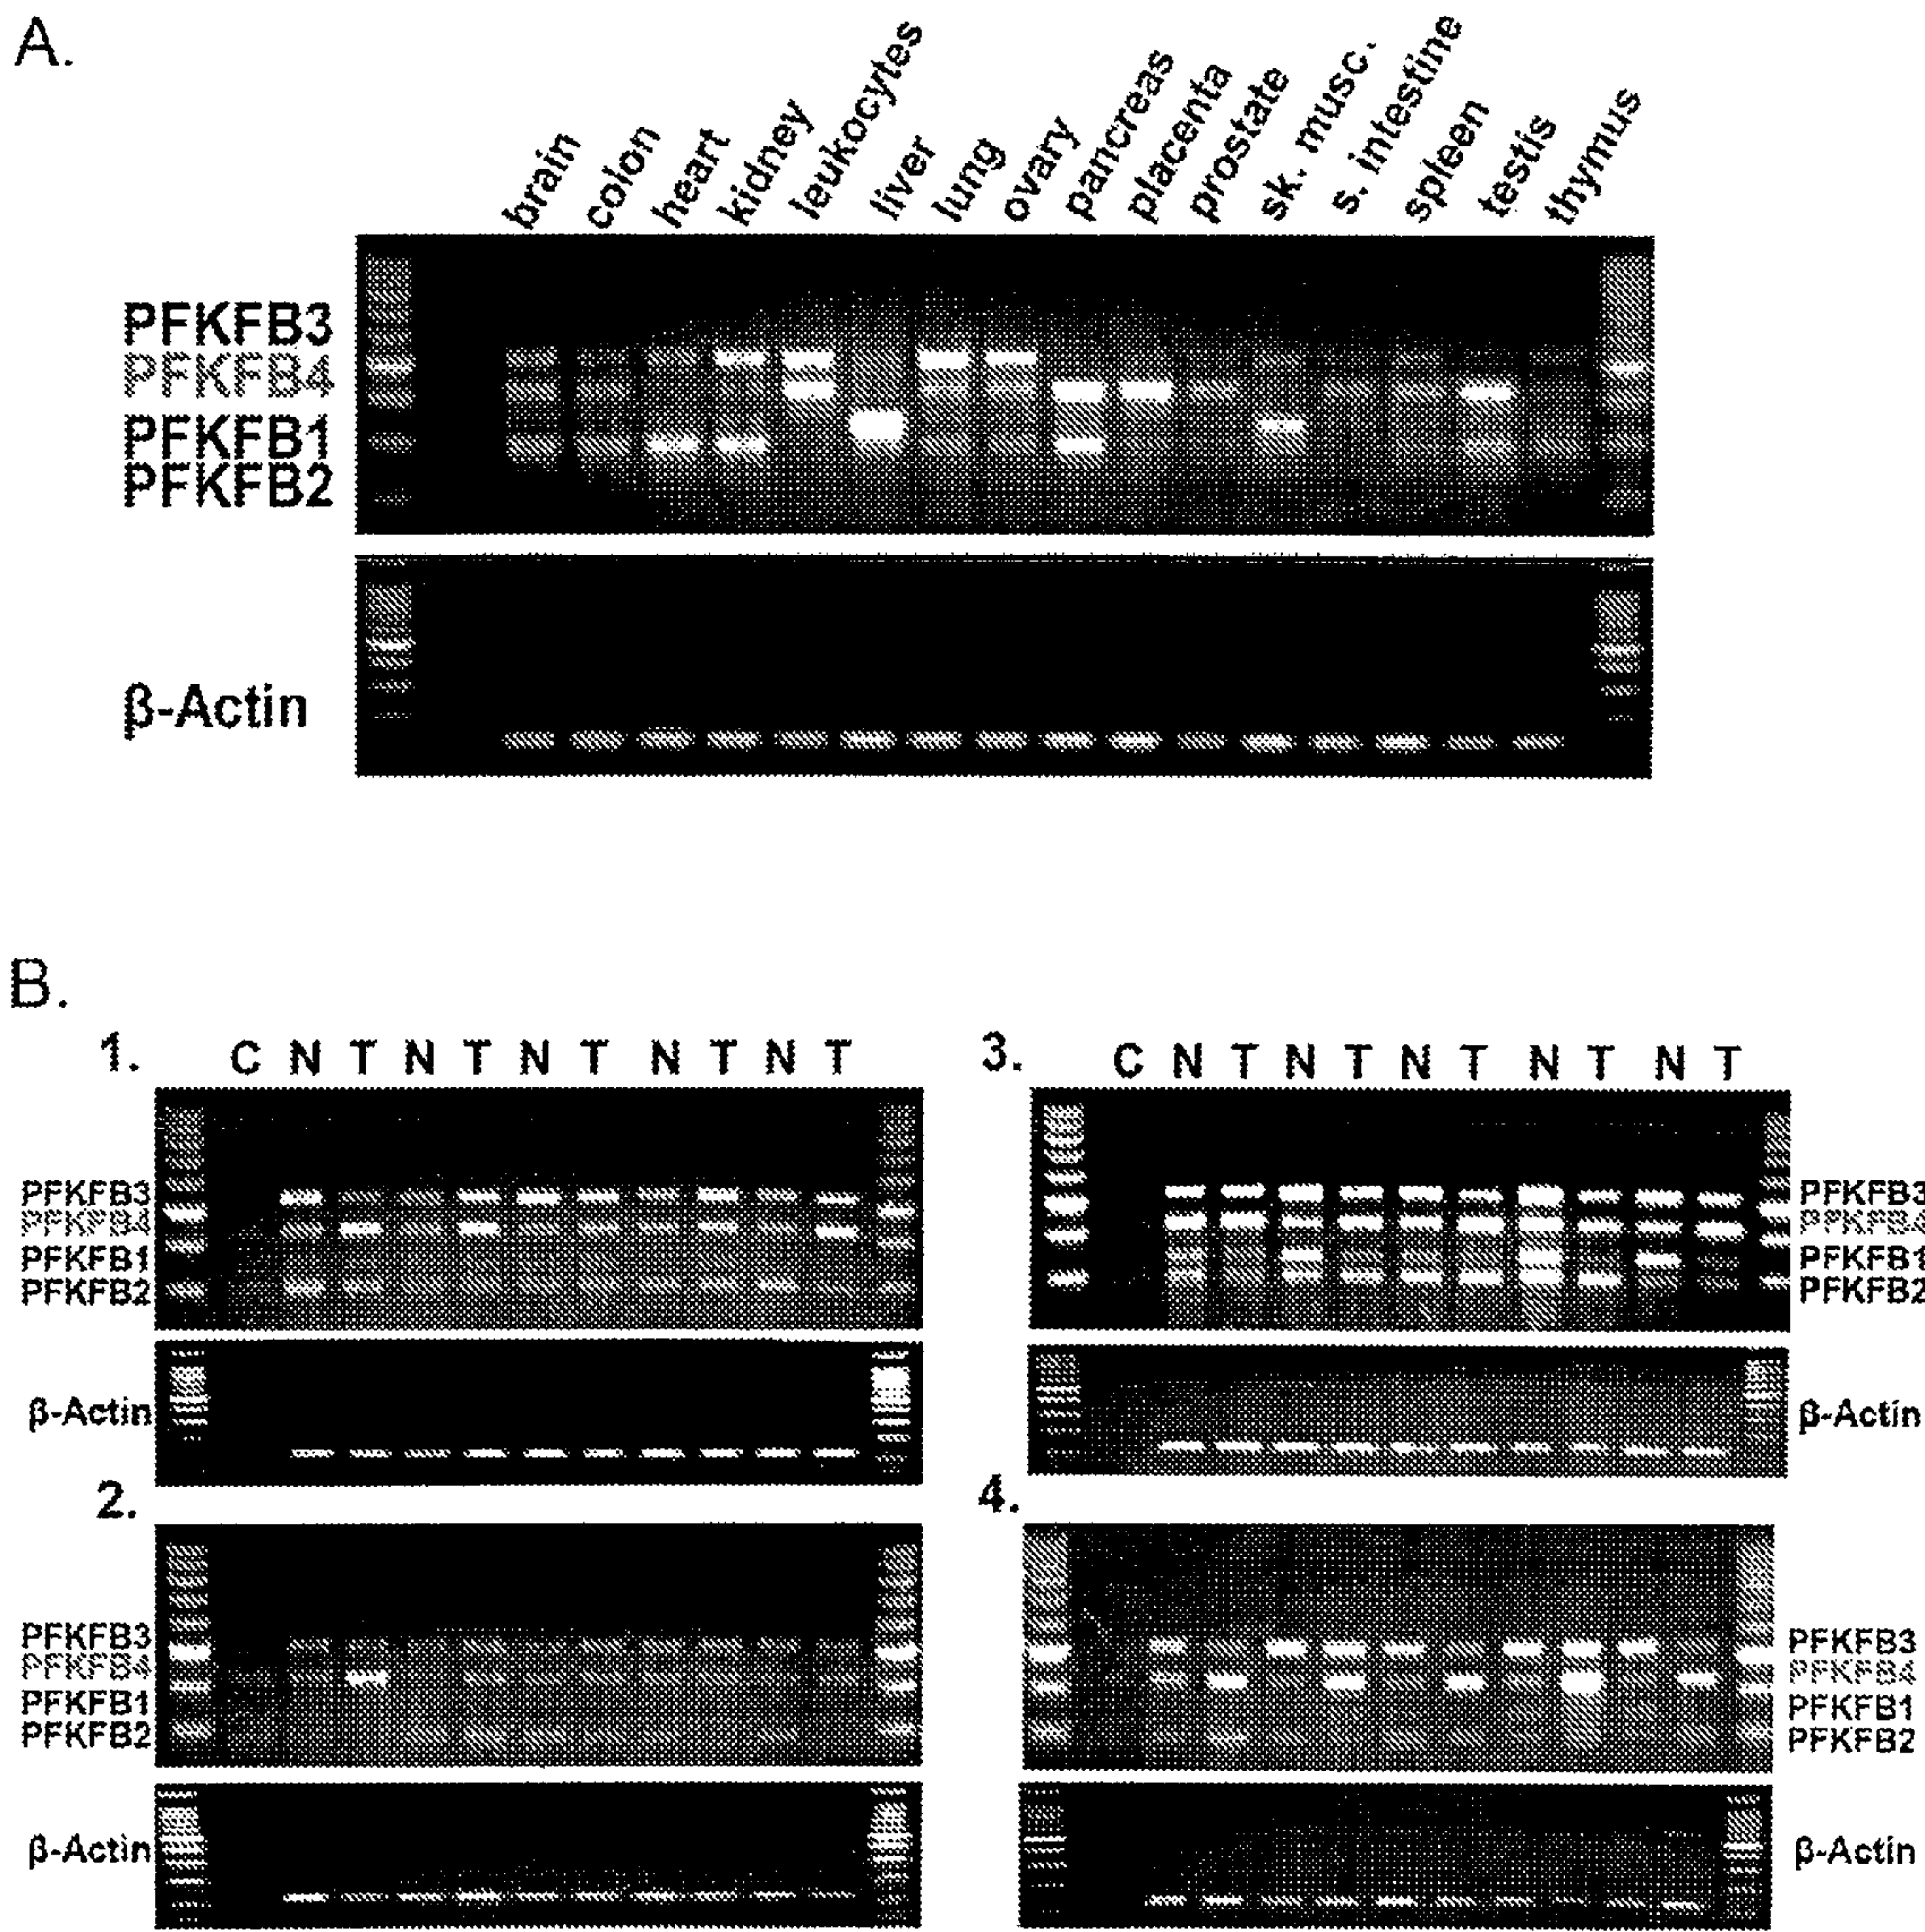 A.
brain colon heart kidney leukocytes liver lung ovary pancreas placenta prostate sk. musc. s. intestine spleen testis thymus
PFKFB3
PFKFB4
PFKFB1
PFKFB2
β-Actin
B.
1. C N T N T N T N T N T
PFKFB3
PFKFB4
PFKFB1
PFKFB2
β-Actin
2.
PFKFB3
PFKFB4
PFKFB1
PFKFB2
β-Actin
3. C N T N T N T N T N T
PFKFB3
PFKFB4
PFKFB1
PFKFB2
β-Actin
4.
PFKFB3
PFKFB4
PFKFB1
PFKFB2
β-Actin